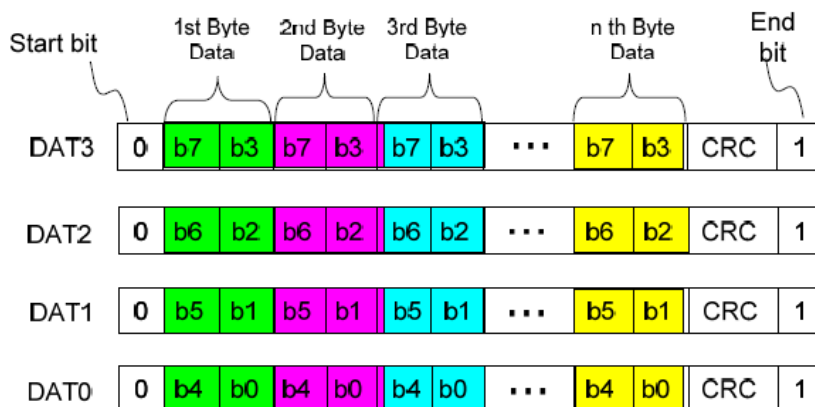 Start bit
1st Byte
Data
2nd Byte
Data
3rd Byte
Data
n th Byte
Data
End
bit
DAT3 0 b7 b3 b7 b3 b7 b3 ... b7 b3 CRC 1
DAT2 0 b6 b2 b6 b2 b6 b2 ... b6 b2 CRC 1
DAT1 0 b5 b1 b5 b1 b5 b1 ... b5 b1 CRC 1
DAT0 0 b4 b0 b4 b0 b4 b0 ... b4 b0 CRC 1